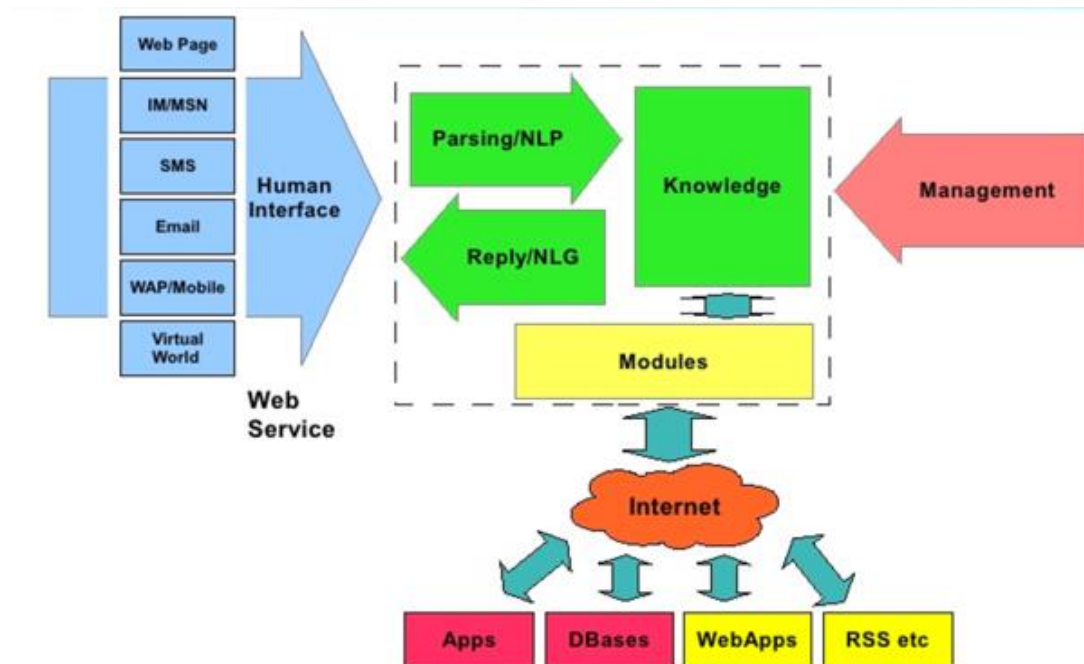 Web Page
IM/MSN
SMS
Email
WAP/Mobile
Virtual
World
Human
Interface
Web
Service
Parsing/NLP
Reply/NLG
Knowledge
Modules
Management
Internet
Apps
DBases
WebApps
RSS etc